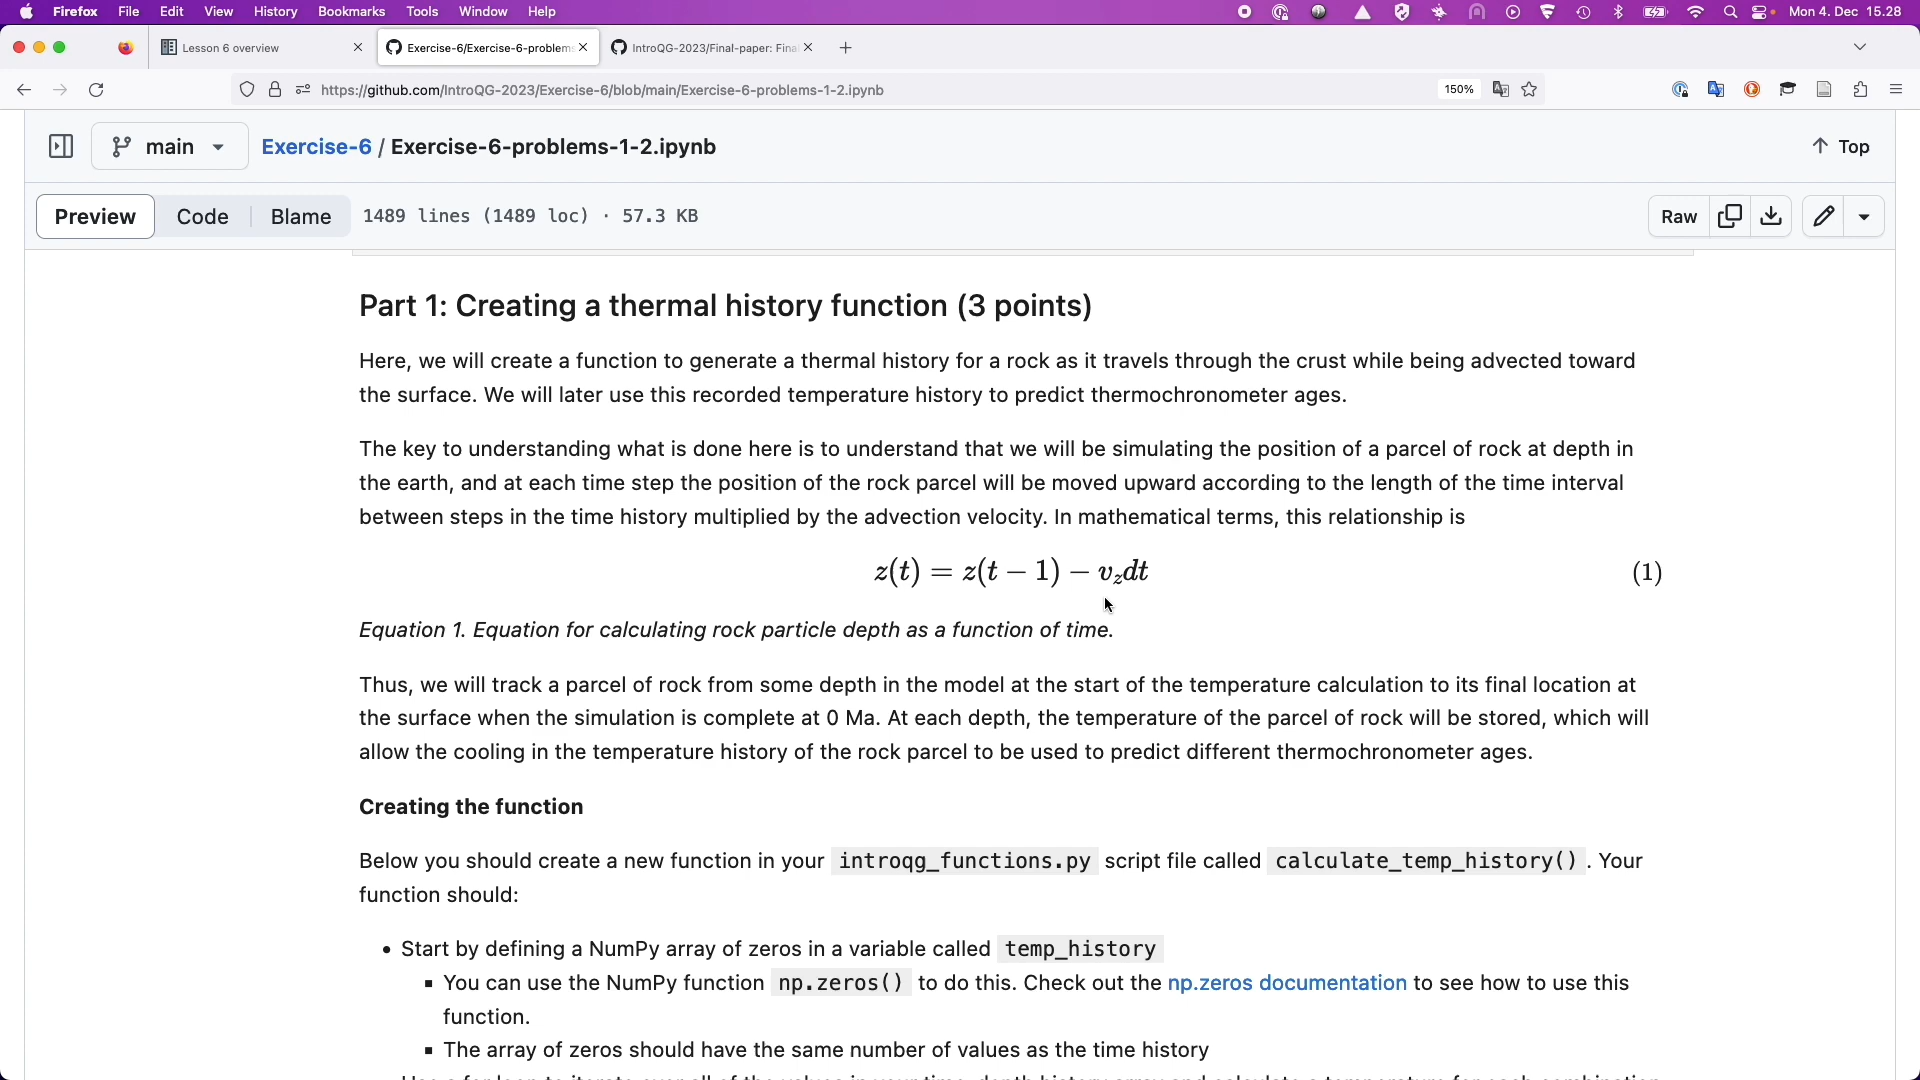 Firefox File Edit View History Bookmarks Tools Window Help Mon 4. Dec 15.28
Lesson 6 overview Exercise-6/Exercise-6-problem IntroQG-2023/Final-paper: Fina
https://github.com/IntroQG-2023/Exercise-6/blob/main/Exercise-6-problems-1-2.ipynb 150%
main Exercise-6 / Exercise-6-problems-1-2.ipynb Top
Preview Code Blame 1489 lines (1489 loc) · 57.3 KB Raw
Part 1: Creating a thermal history function (3 points)
Here, we will create a function to generate a thermal history for a rock as it travels through the crust while being advected toward
the surface. We will later use this recorded temperature history to predict thermochronometer ages.
The key to understanding what is done here is to understand that we will be simulating the position of a parcel of rock at depth in
the earth, and at each time step the position of the rock parcel will be moved upward according to the length of the time interval
between steps in the time history multiplied by the advection velocity. In mathematical terms, this relationship is
z(t) = z(t − 1) − v_z dt (1)
Equation 1. Equation for calculating rock particle depth as a function of time.
Thus, we will track a parcel of rock from some depth in the model at the start of the temperature calculation to its final location at
the surface when the simulation is complete at 0 Ma. At each depth, the temperature of the parcel of rock will be stored, which will
allow the cooling in the temperature history of the rock parcel to be used to predict different thermochronometer ages.
Creating the function
Below you should create a new function in your introqg_functions.py script file called calculate_temp_history() . Your
function should:
• Start by defining a NumPy array of zeros in a variable called temp_history
▪ You can use the NumPy function np.zeros() to do this. Check out the np.zeros documentation to see how to use this
function.
▪ The array of zeros should have the same number of values as the time history